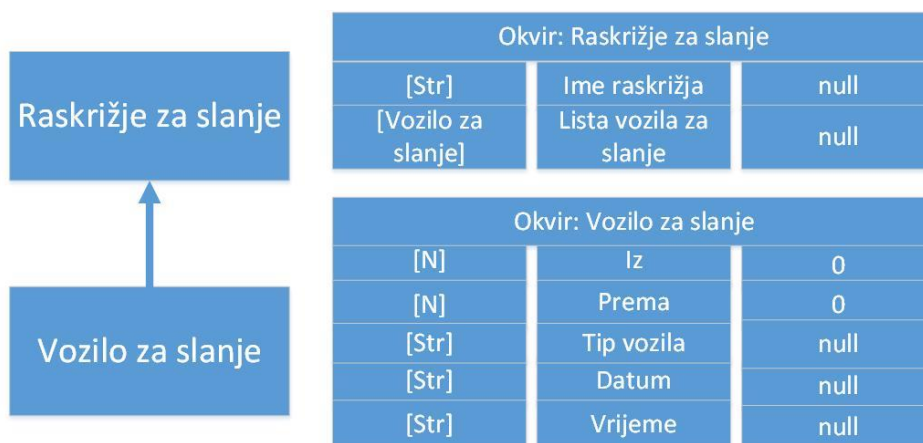 Raskrižje za slanje
Vozilo za slanje
Okvir: Raskrižje za slanje
[Str] Ime raskrižja null
[Vozilo za
slanje]
Lista vozila za
slanje
null
Okvir: Vozilo za slanje
[N] Iz 0
[N] Prema 0
[Str] Tip vozila null
[Str] Datum null
[Str] Vrijeme null